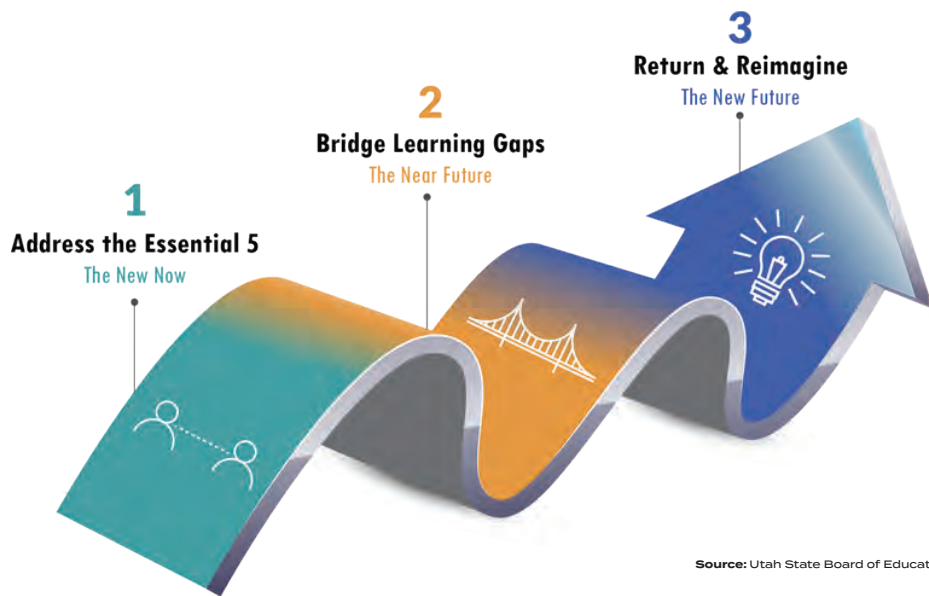 1
Address the Essential 5
The New Now
2
Bridge Learning Gaps
The Near Future
3
Return & Reimagine
The New Future
Source: Utah State Board of Educat